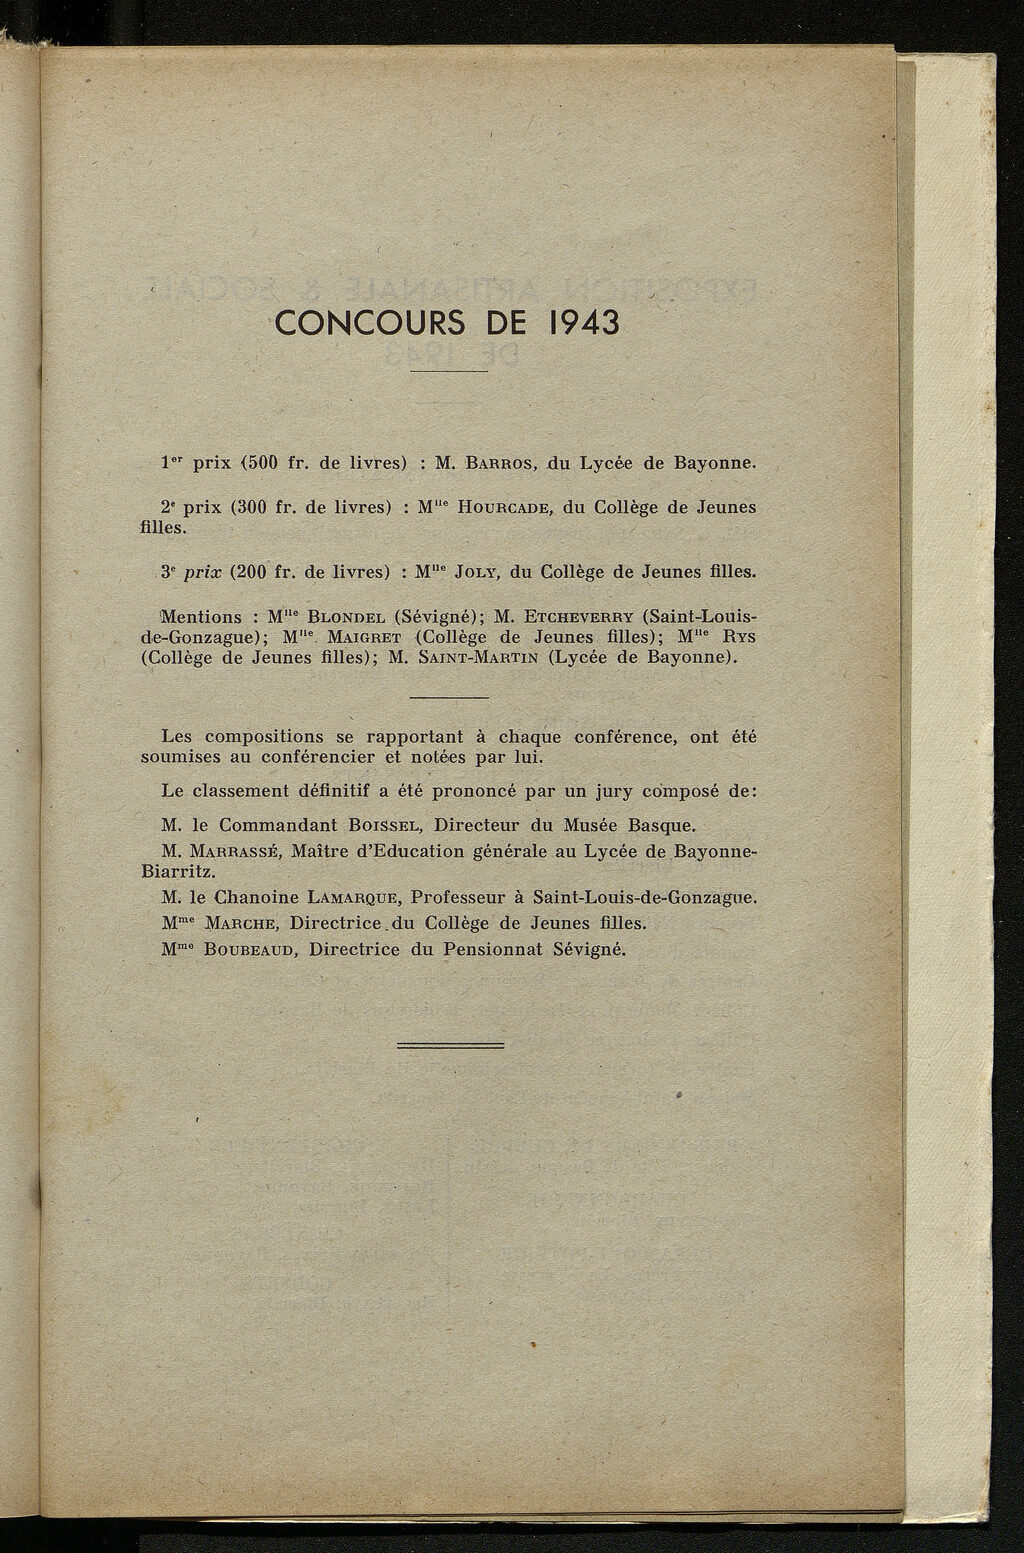 CONCOURS DE 1943
1er prix (500 fr. de livres) : M. BARROS, du Lycée de Bayonne.
2e prix (300 fr. de livres) : Mlle HOURCADE, du Collège de Jeunes
filles.
3e prix (200 fr. de livres) : Mlle JOLY, du Collège de Jeunes filles.
Mentions : Mlle BLONDEL (Sévigné); M. ETCHEVERRY (Saint-Louis-
de-Gonzague); Mlle MAIGRET (Collège de Jeunes filles); Mlle RYS
(Collège de Jeunes filles); M. SAINT-MARTIN (Lycée de Bayonne).
Les compositions se rapportant à chaque conférence, ont été
soumises au conférencier et notées par lui.
Le classement définitif a été prononcé par un jury composé de:
M. le Commandant BOISSEL, Directeur du Musée Basque.
M. MARRASSÉ, Maître d'Education générale au Lycée de Bayonne-
Biarritz.
M. le Chanoine LAMARQUE, Professeur à Saint-Louis-de-Gonzague.
Mme MARCHE, Directrice du Collège de Jeunes filles.
Mme BOUBEAUD, Directrice du Pensionnat Sévigné.